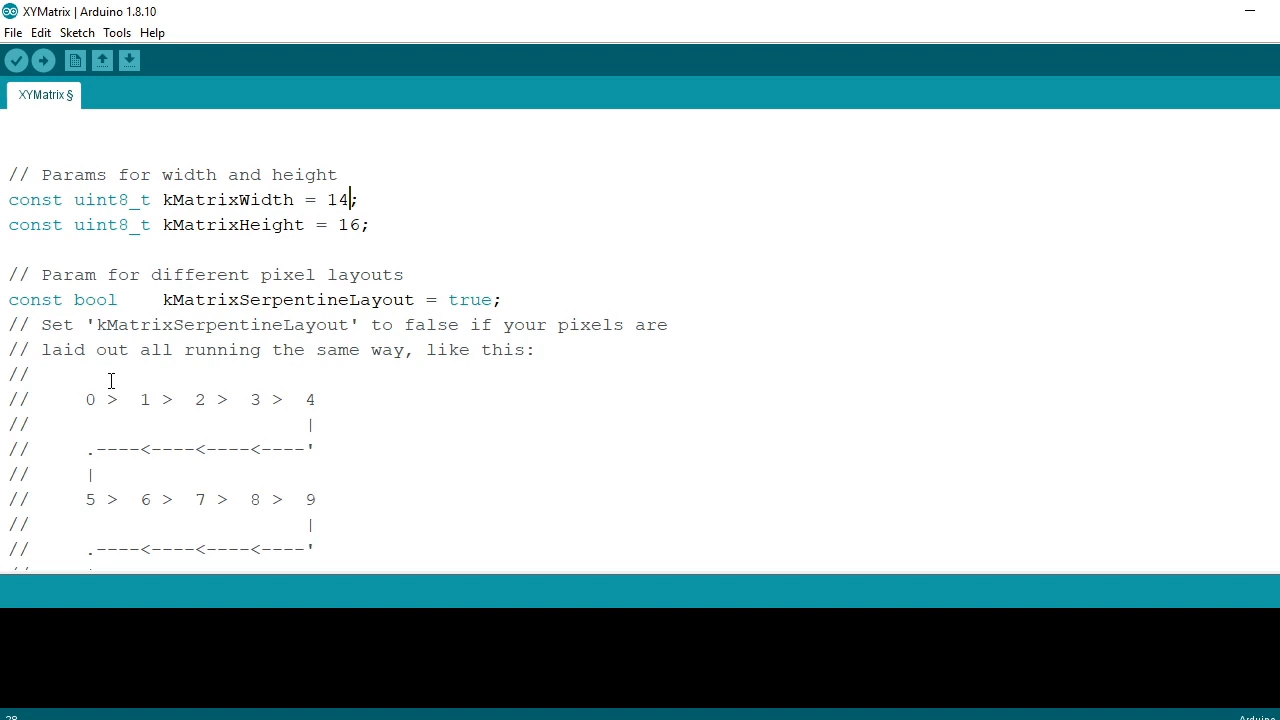 XYMatrix | Arduino 1.8.10
File Edit Sketch Tools Help
XYMatrix §
// Params for width and height
const uint8_t kMatrixWidth = 14;
const uint8_t kMatrixHeight = 16;
// Param for different pixel layouts
const bool    kMatrixSerpentineLayout = true;
// Set 'kMatrixSerpentineLayout' to false if your pixels are
// laid out all running the same way, like this:
//
//     0 >  1 >  2 >  3 >  4
//                         |
//     .----<----<----<----'
//     |
//     5 >  6 >  7 >  8 >  9
//                         |
//     .----<----<----<----'